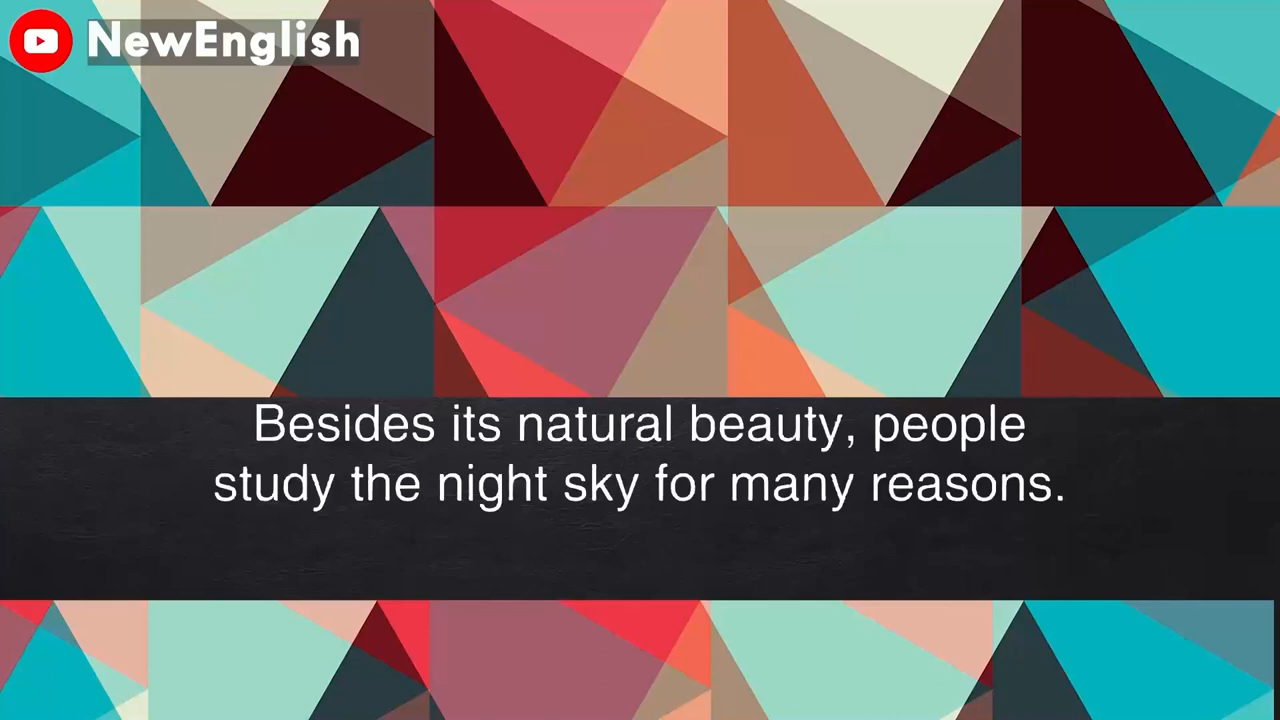 NewEnglish
Besides its natural beauty, people
study the night sky for many reasons.